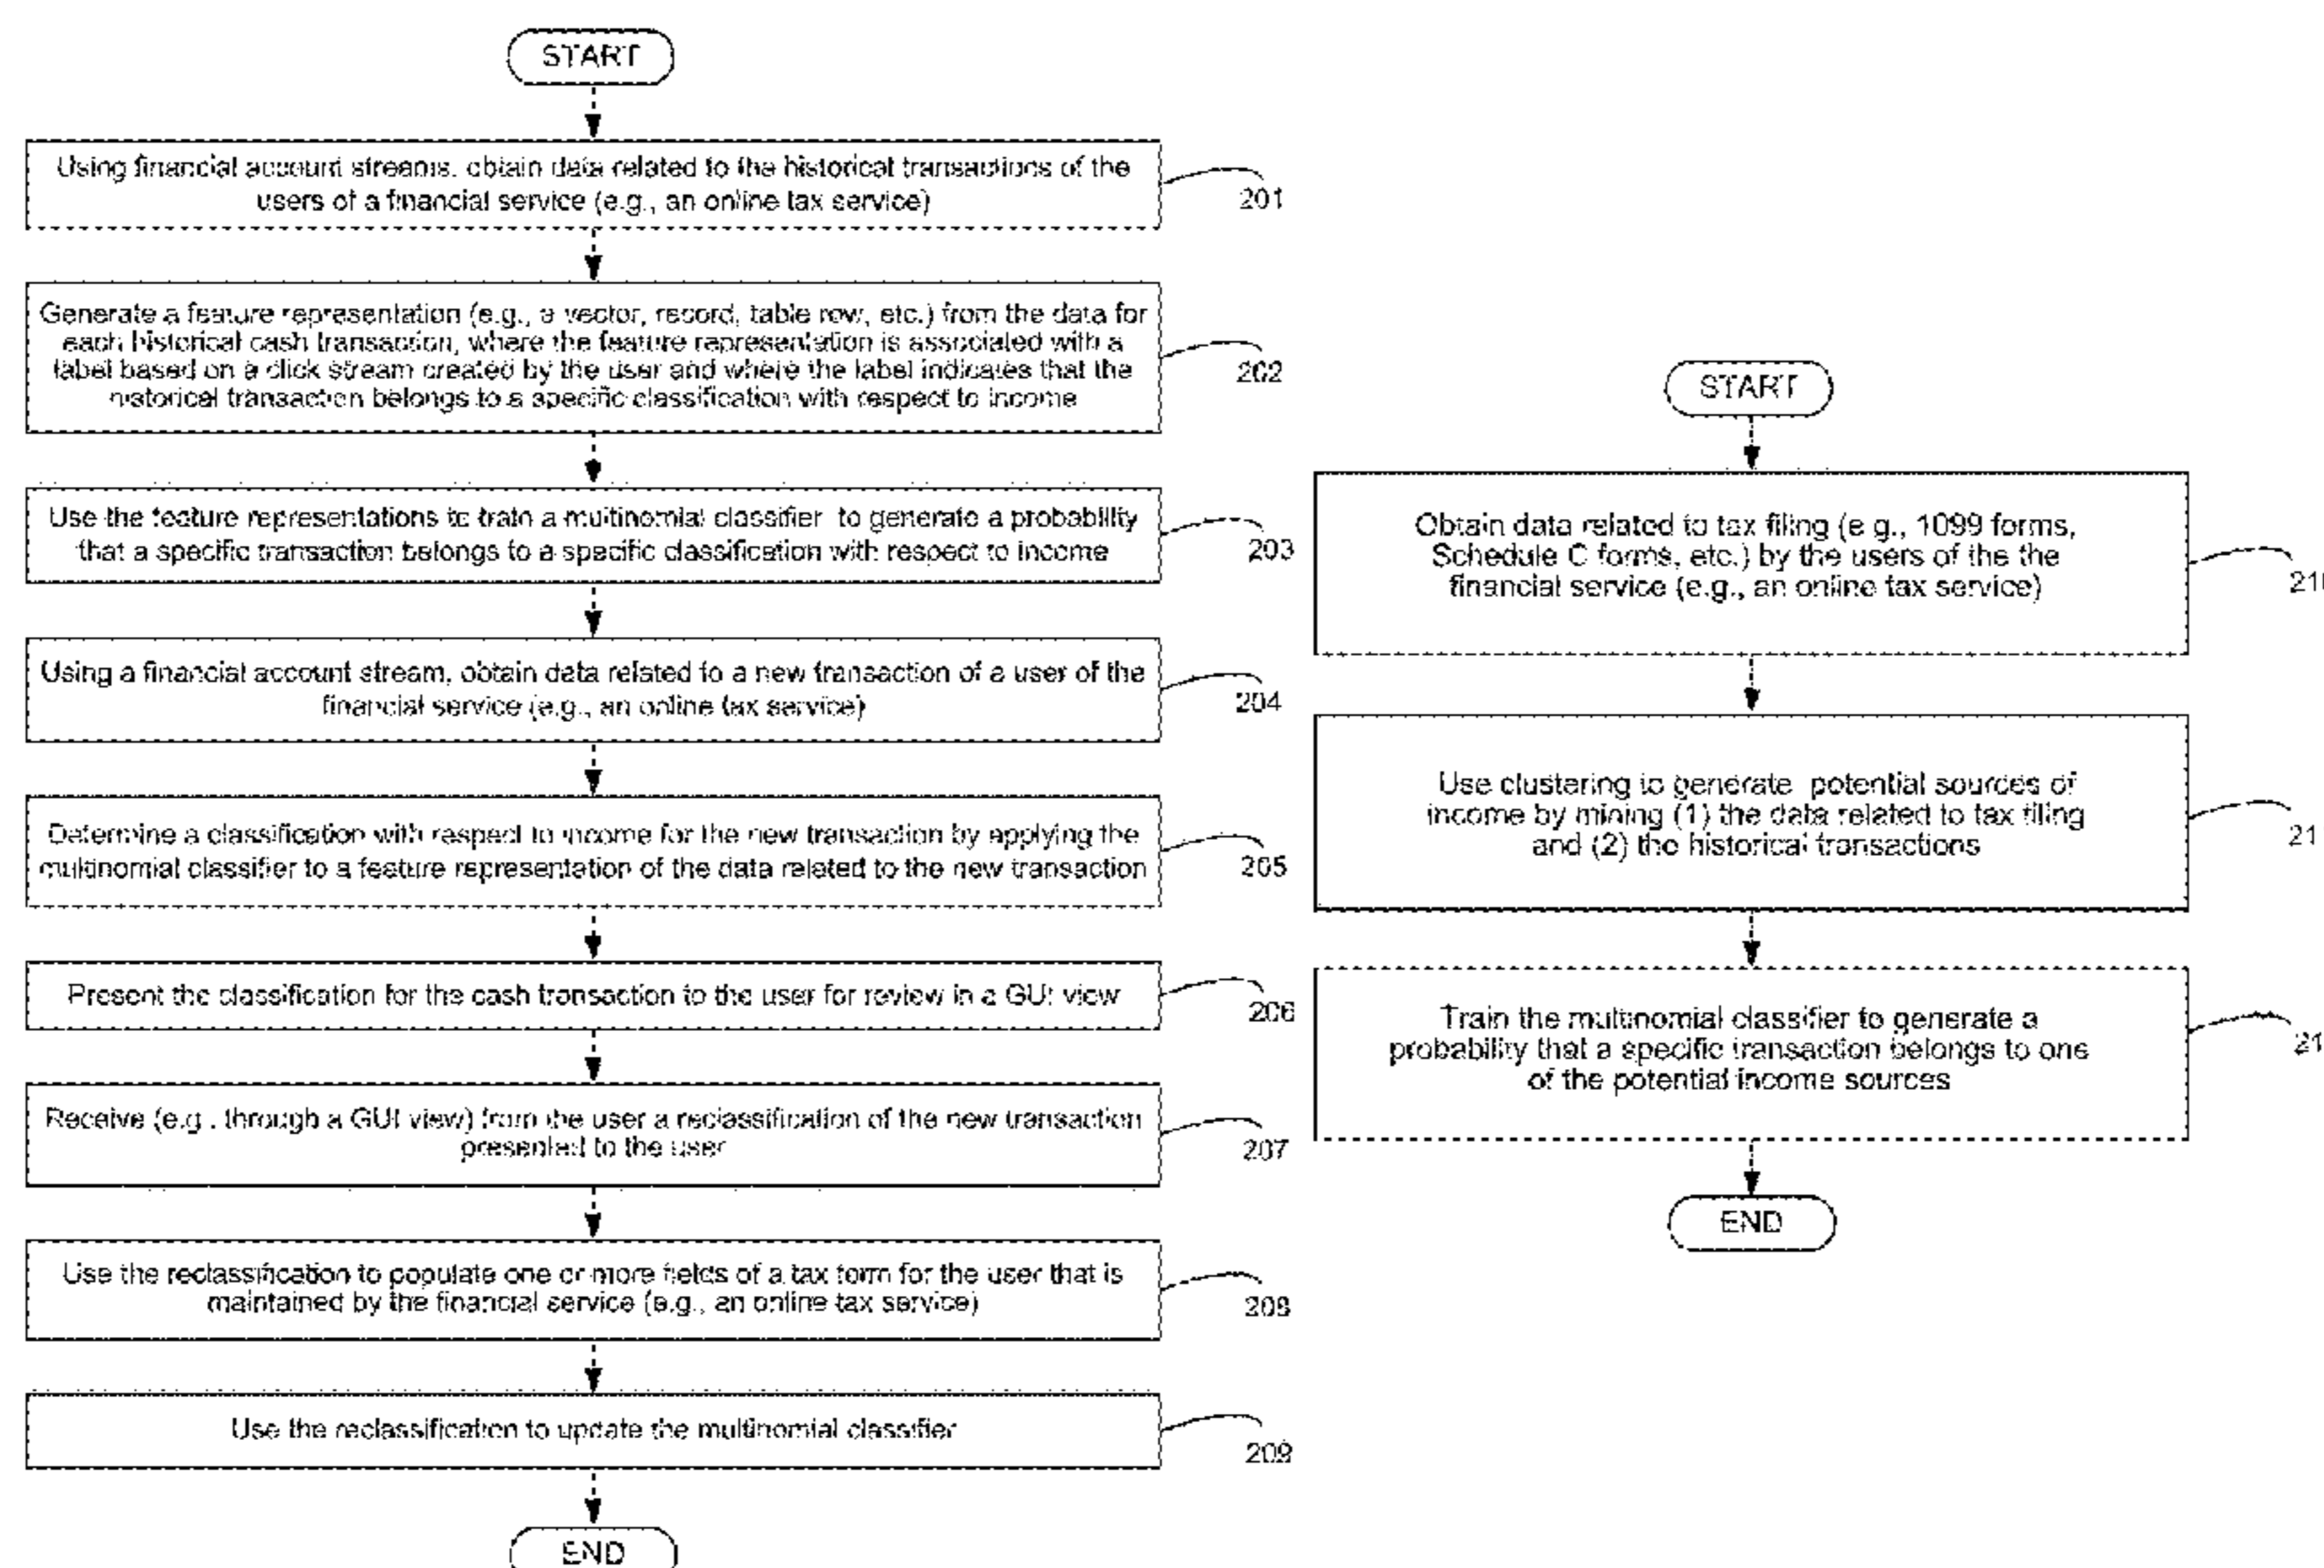 START
Using financial account streams, obtain data related to the historical transactions of the
users of a financial service (e.g., an online tax service)
201
Generate a feature representation (e.g., a vector, record, table row, etc.) from the data for
each historical cash transaction, where the feature representation is associated with a
label based on a click stream created by the user and where the label indicates that the
historical transaction belongs to a specific classification with respect to income
202
Use the feature representations to train a multinomial classifier to generate a probability
that a specific transaction belongs to a specific classification with respect to income
203
Using a financial account stream, obtain data related to a new transaction of a user of the
financial service (e.g., an online tax service)
204
Determine a classification with respect to income for the new transaction by applying the
multinomial classifier to a feature representation of the data related to the new transaction
205
Present the classification for the cash transaction to the user for review in a GUI view
206
Receive (e.g., through a GUI view) from the user a reclassification of the new transaction
presented to the user
207
Use the reclassification to populate one or more fields of a tax form for the user that is
maintained by the financial service (e.g., an online tax service)
208
Use the reclassification to update the multinomial classifier
209
END
START
Obtain data related to tax filing (e.g., 1099 forms,
Schedule C forms, etc.) by the users of the the
financial service (e.g., an online tax service)
Use clustering to generate potential sources of
income by mining (1) the data related to tax filing
and (2) the historical transactions
Train the multinomial classifier to generate a
probability that a specific transaction belongs to one
of the potential income sources
END